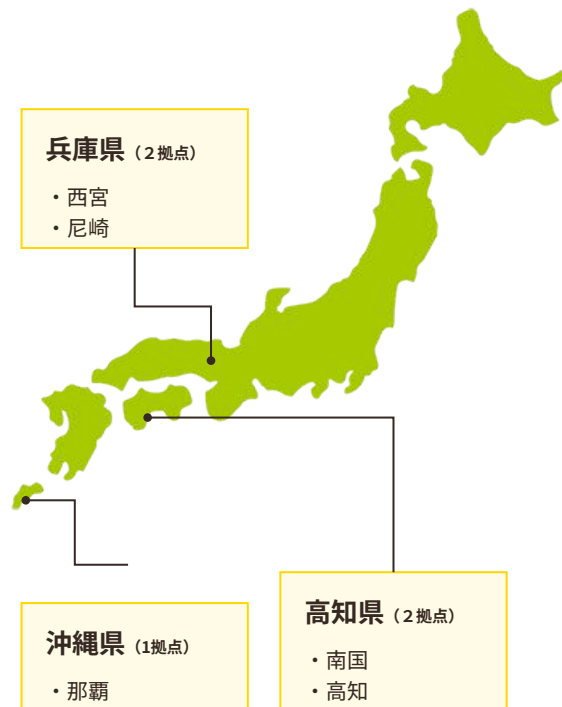 兵庫県（２拠点）
・西宮
・尼崎
沖縄県（1拠点）
・那覇
高知県（２拠点）
・南国
・高知